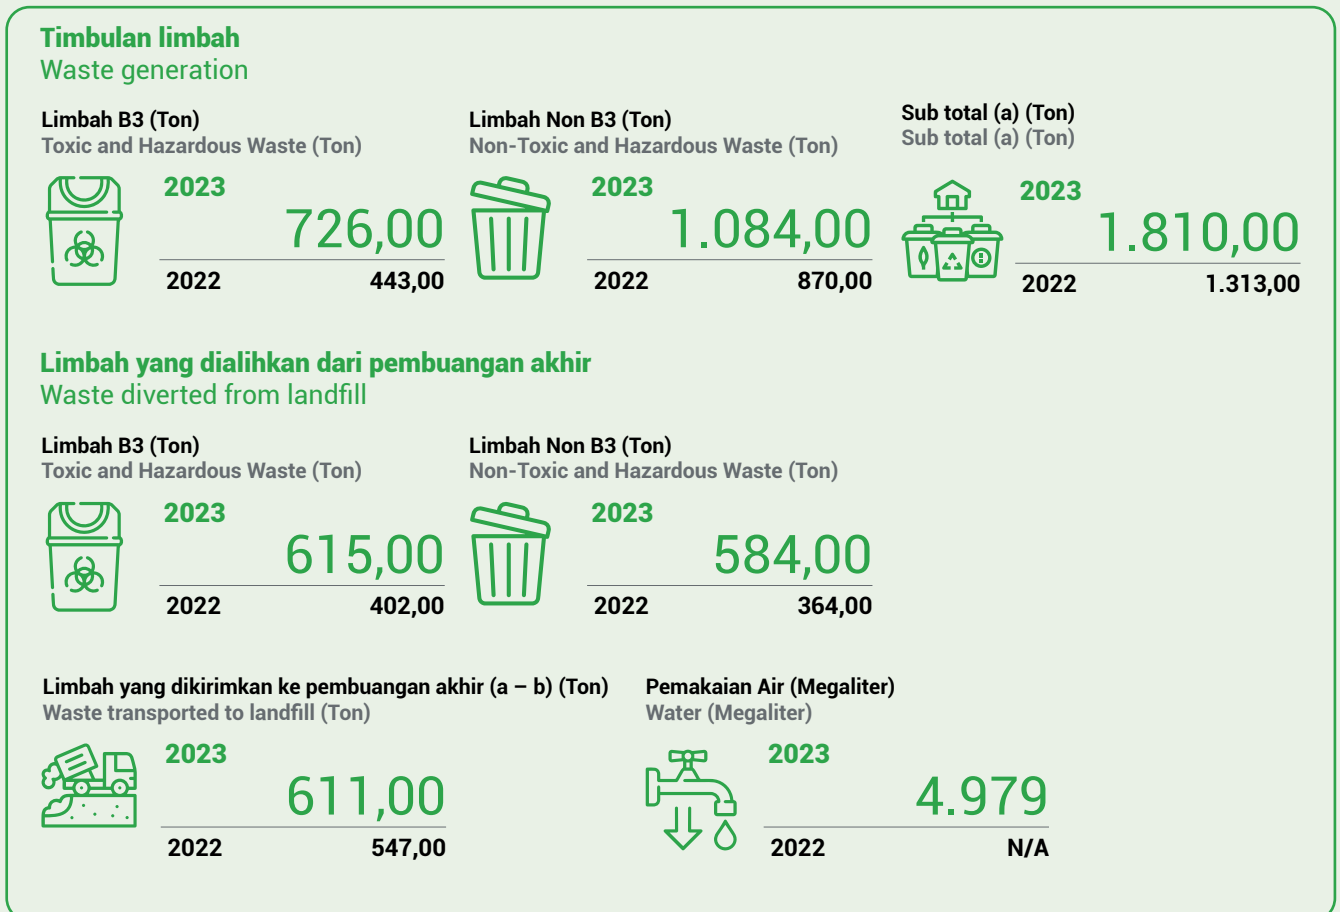 Timbulan limbah
Waste generation
Limbah B3 (Ton)
Toxic and Hazardous Waste (Ton)
2023
726,00
2022 443,00
Limbah Non B3 (Ton)
Non-Toxic and Hazardous Waste (Ton)
2023
1.084,00
2022 870,00
Sub total (a) (Ton)
Sub total (a) (Ton)
2023
1.810,00
2022 1.313,00
Limbah yang dialihkan dari pembuangan akhir
Waste diverted from landfill
Limbah B3 (Ton)
Toxic and Hazardous Waste (Ton)
2023
615,00
2022 402,00
Limbah Non B3 (Ton)
Non-Toxic and Hazardous Waste (Ton)
2023
584,00
2022 364,00
Limbah yang dikirimkan ke pembuangan akhir (a – b) (Ton)
Waste transported to landfill (Ton)
2023
611,00
2022 547,00
Pemakaian Air (Megaliter)
Water (Megaliter)
2023
4.979
2022 N/A